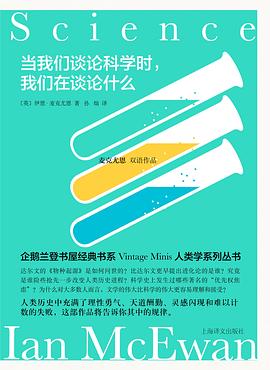 Science
当我们谈论科学时，
我们在谈论什么
〔英〕伊恩·麦克尤恩 著 孙灿 译
麦克尤恩 双语作品
企鹅兰登书屋经典书系 Vintage Minis 人类学系列丛书
达尔文的《物种起源》是如何问世的？比达尔文更早提出进化论的是谁？究竟
是谁险些抢先一步改变人类历史进程？科学史上发生过哪些著名的“优先权焦
虑”？为什么对大多数人而言，文学的伟大比科学的伟大更容易理解和接受？
人类历史中充满了理性勇气、天道酬勤、灵感闪现和难以计
数的失败，这部作品将告诉你其中的规律。
上海译文出版社
Ian McEwan